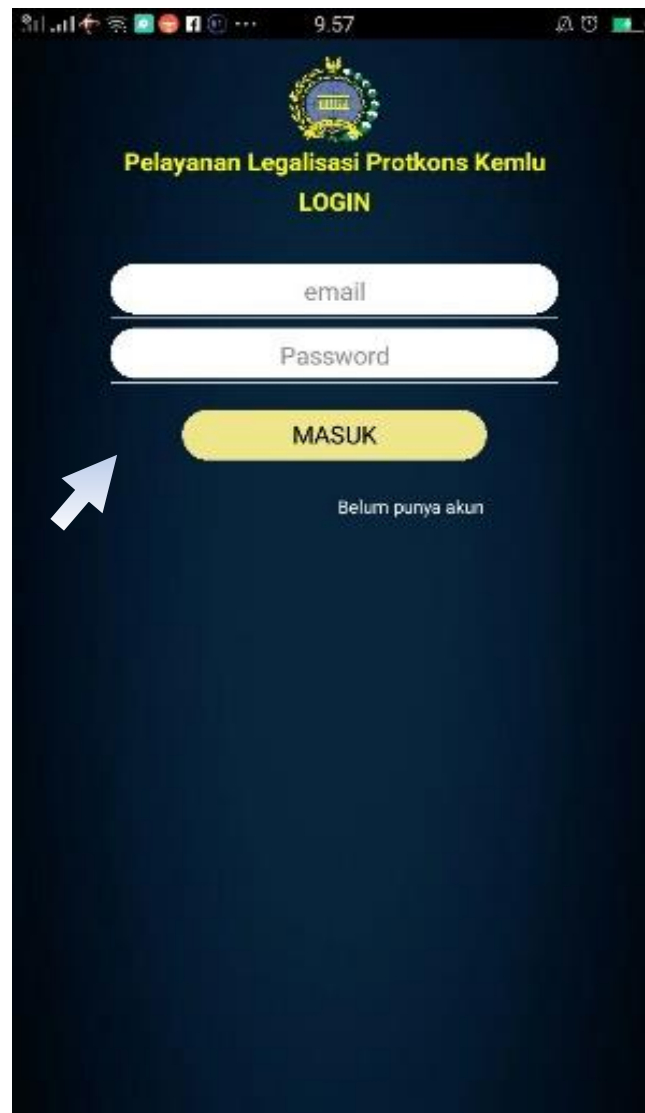 9.57
Pelayanan Legalisasi Protkons Kemlu
LOGIN
email
Password
MASUK
Belum punya akun